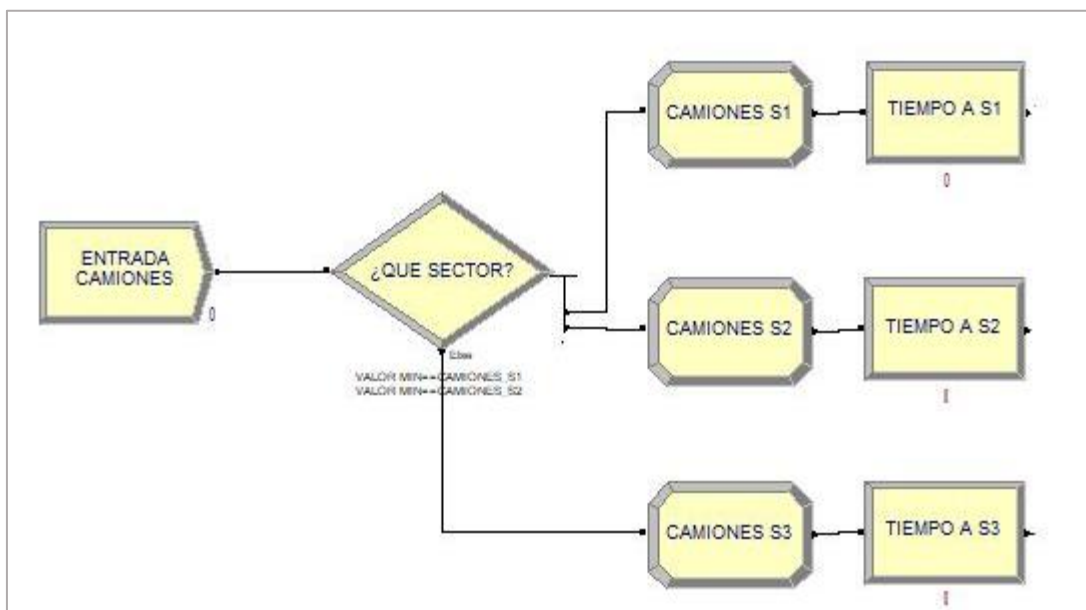 ENTRADA
CAMIONES
0
¿QUE SECTOR?
Else
VALOR MIN==CAMIONES_S1
VALOR MIN==CAMIONES_S2
CAMIONES S1
TIEMPO A S1
0
CAMIONES S2
TIEMPO A S2
CAMIONES S3
TIEMPO A S3